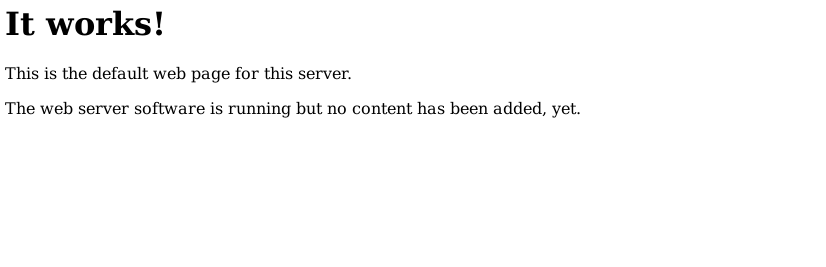 It works!
This is the default web page for this server.
The web server software is running but no content has been added, yet.